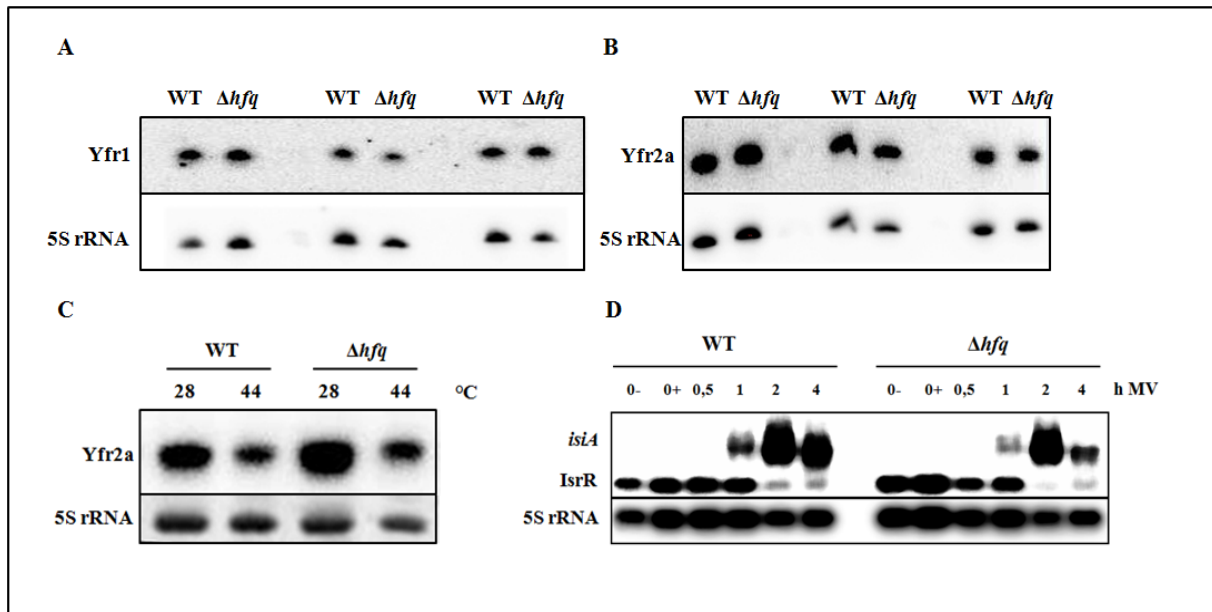 A
B
WT Δhfq WT Δhfq WT Δhfq
WT Δhfq WT Δhfq WT Δhfq
Yfr1
Yfr2a
5S rRNA
5S rRNA
C
D
WT Δhfq
WT Δhfq
28 44 28 44 °C
0- 0+ 0,5 1 2 4 0- 0+ 0,5 1 2 4 h MV
Yfr2a
isiA
IsrR
5S rRNA
5S rRNA